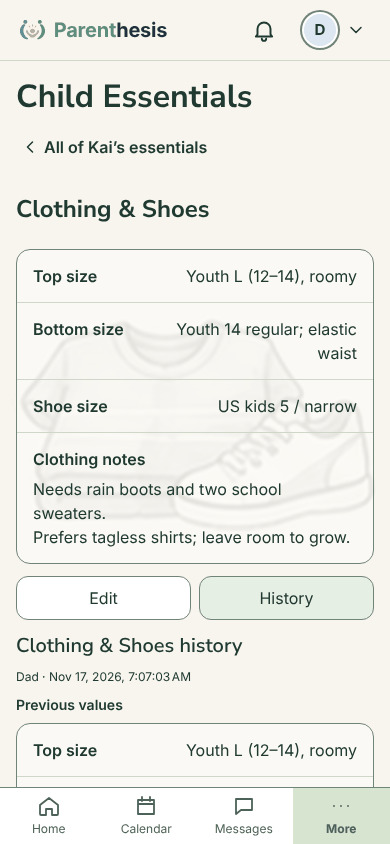 Parenthesis
D
Child Essentials
All of Kai’s essentials
Clothing & Shoes
Top size
Youth L (12–14), roomy
Bottom size
Youth 14 regular; elastic
waist
Shoe size
US kids 5 / narrow
Clothing notes
Needs rain boots and two school
sweaters.
Prefers tagless shirts; leave room to grow.
Edit
History
Clothing & Shoes history
Dad · Nov 17, 2026, 7:07:03 AM
Previous values
Top size
Youth L (12–14), roomy
Home
Calendar
Messages
More